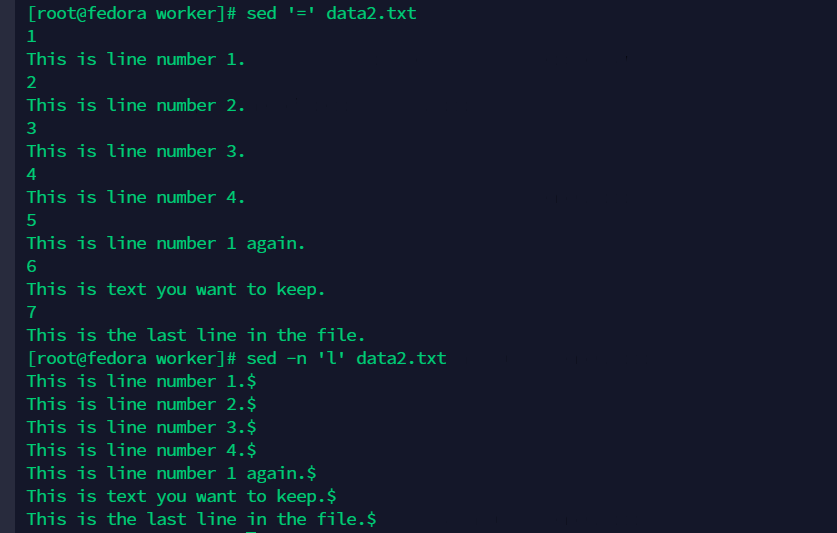 [root@fedora worker]# sed '=' data2.txt
1
This is line number 1.
2
This is line number 2.
3
This is line number 3.
4
This is line number 4.
5
This is line number 1 again.
6
This is text you want to keep.
7
This is the last line in the file.
[root@fedora worker]# sed -n 'l' data2.txt
This is line number 1.$
This is line number 2.$
This is line number 3.$
This is line number 4.$
This is line number 1 again.$
This is text you want to keep.$
This is the last line in the file.$